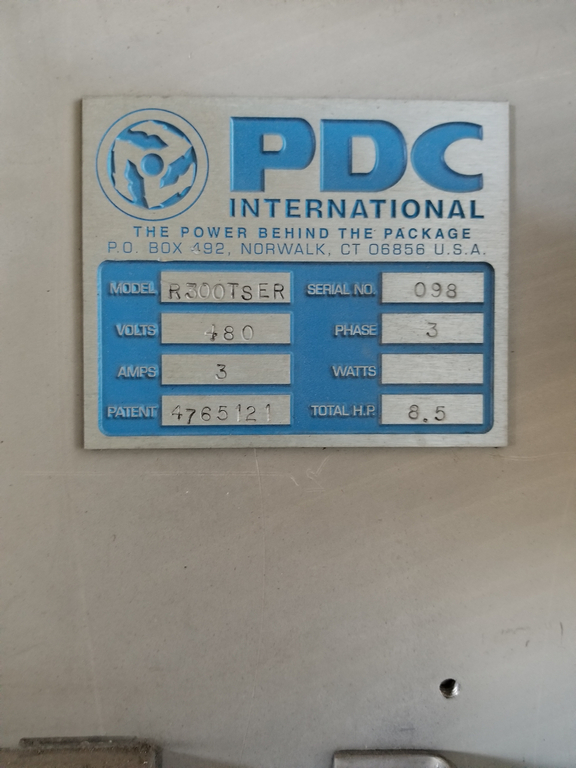 PDC
INTERNATIONAL
THE POWER BEHIND THE PACKAGE
P.O. BOX 492, NORWALK, CT 06856 U.S.A.
MODEL R300TSER SERIAL NO. 098
VOLTS 480 PHASE 3
AMPS 3 WATTS
PATENT 4765121 TOTAL H.P. 8.5